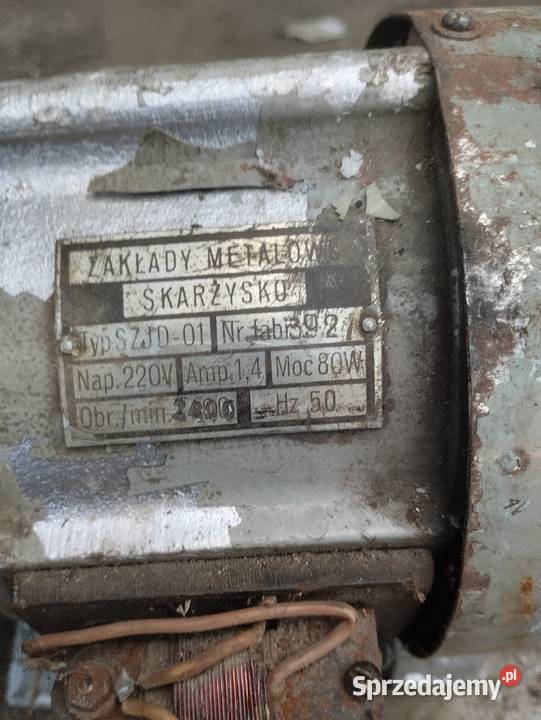 ZAKŁADY METALOWE
SKARŻYSKO
Typ SZJD-01 Nr fabr. 392
Nap. 220V Amp. 1,4 Moc 80W
Obr./min. 2400 Hz 50
Sprzedajemy.pl